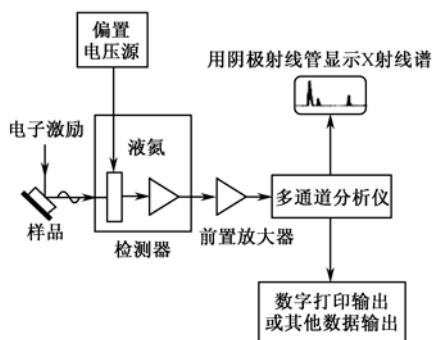 偏置
电压源
用阴极射线管显示X射线谱
电子激励
液氮
多通道分析仪
样品
检测器
前置放大器
数字打印输出
或其他数据输出